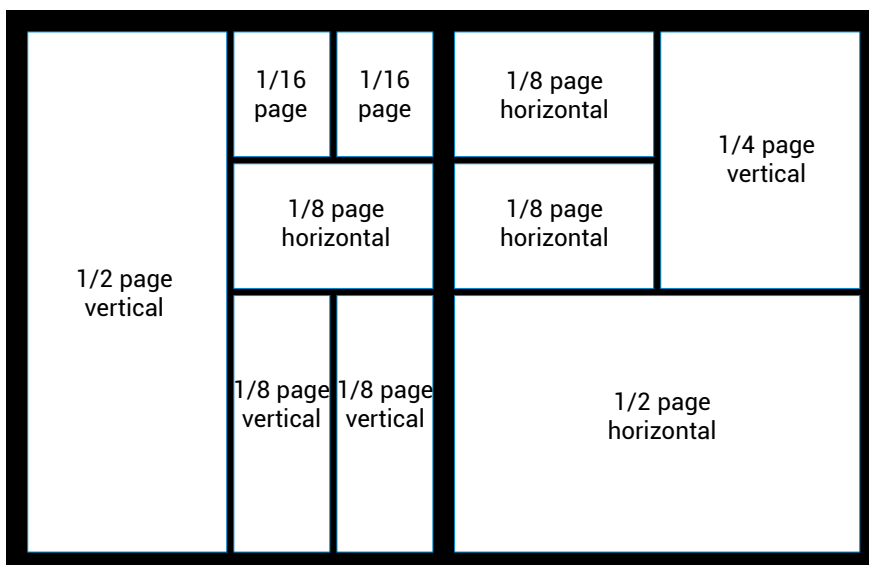 1/2 page
vertical
1/16
page
1/16
page
1/8 page
horizontal
1/8 page
vertical
1/8 page
vertical
1/8 page
horizontal
1/8 page
horizontal
1/4 page
vertical
1/2 page
horizontal